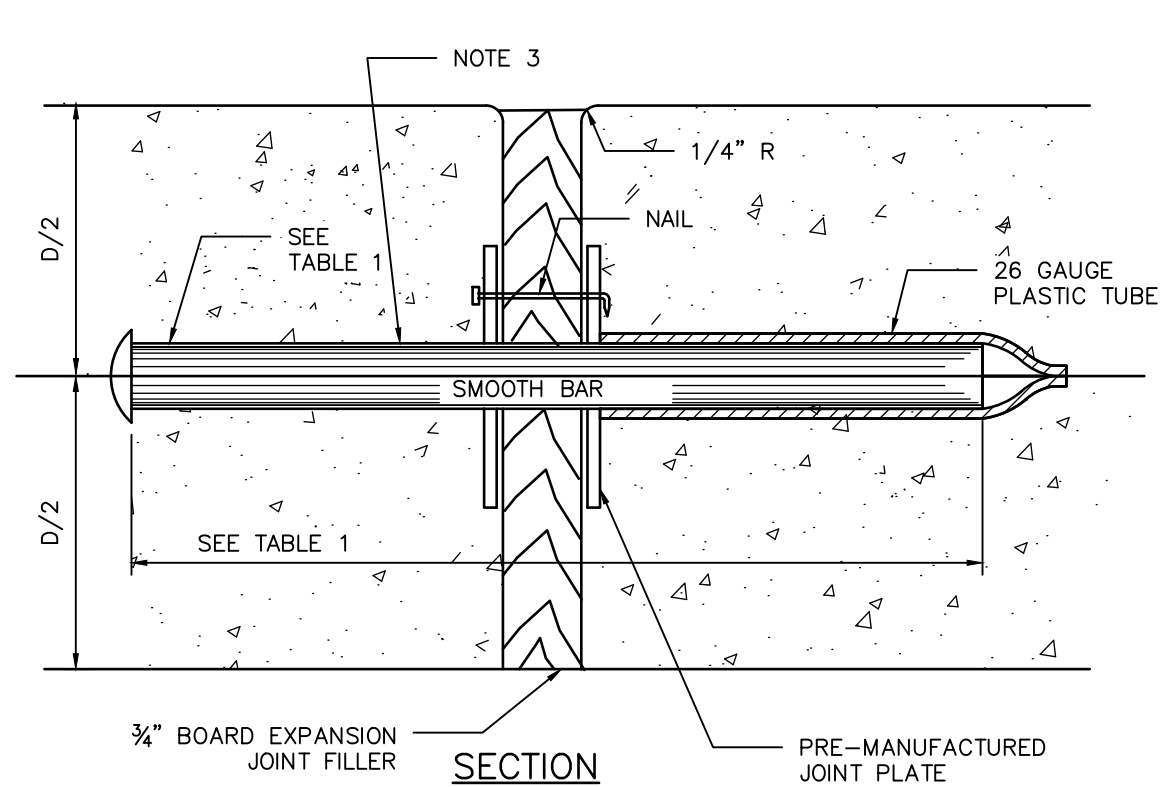 NOTE 3
1/4" R
D/2
NAIL
SEE
TABLE 1
26 GAUGE
PLASTIC TUBE
SMOOTH BAR
D/2
SEE TABLE 1
¾" BOARD EXPANSION
JOINT FILLER
PRE-MANUFACTURED
JOINT PLATE
SECTION